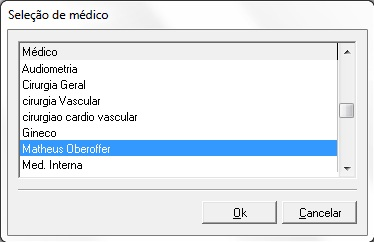 Seleção de médico
Médico
Audiometria
Cirurgia Geral
cirurgia Vascular
cirurgiao cardio vascular
Gineco
Matheus Oberoffer
Med. Interna
Ok
Cancelar